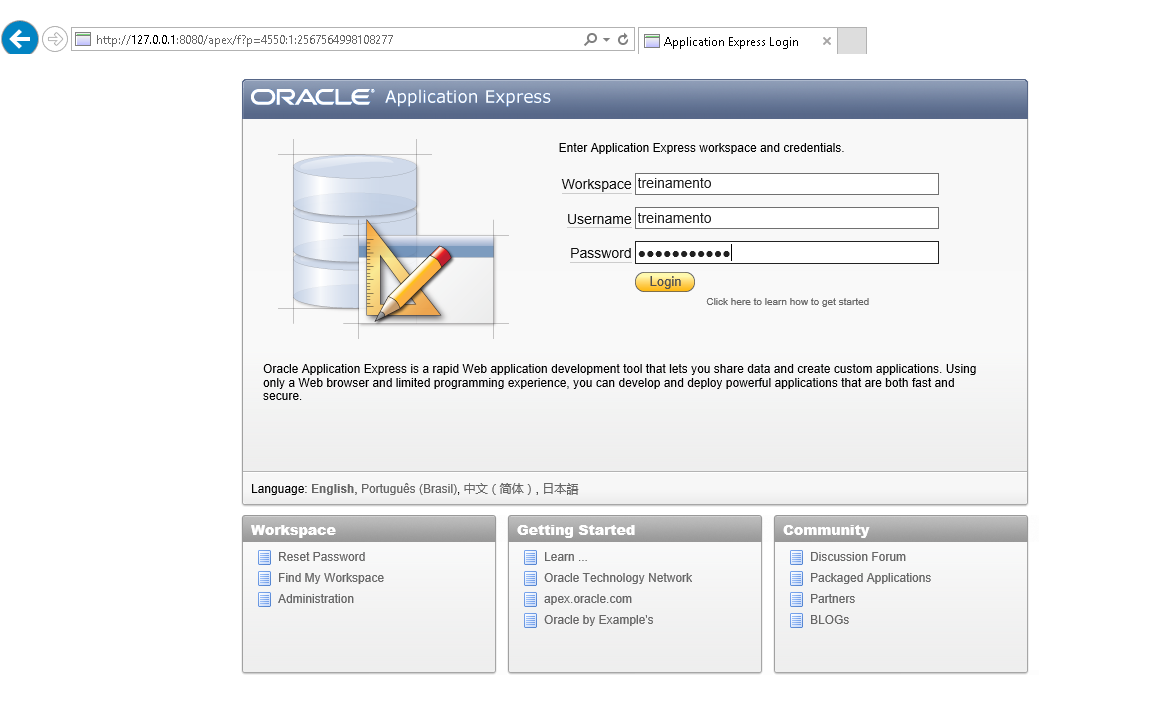 http://127.0.0.1:8080/apex/f?p=4550:1:2567564998108277
Application Express Login
ORACLE® Application Express
Enter Application Express workspace and credentials.
Workspace treinamento
Username treinamento
Password ●●●●●●●●●●●
Login
Click here to learn how to get started
Oracle Application Express is a rapid Web application development tool that lets you share data and create custom applications. Using
only a Web browser and limited programming experience, you can develop and deploy powerful applications that are both fast and
secure.
Language: English, Português (Brasil), 中文 ( 简体 ) , 日本語
Workspace
Reset Password
Find My Workspace
Administration
Getting Started
Learn ...
Oracle Technology Network
apex.oracle.com
Oracle by Example's
Community
Discussion Forum
Packaged Applications
Partners
BLOGs